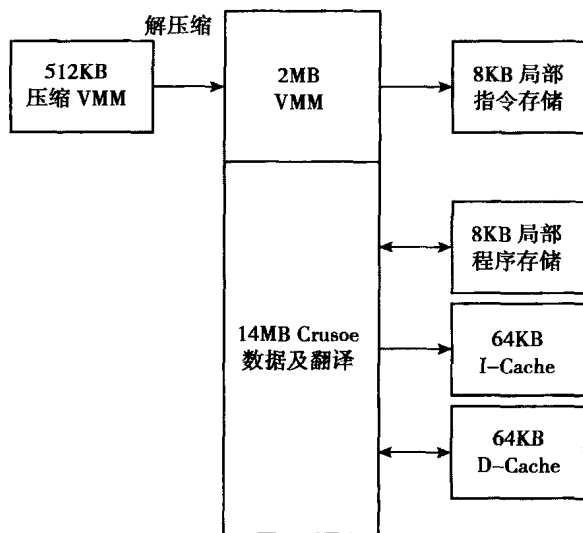 解压缩
512KB
压缩 VMM
2MB
VMM
8KB 局部
指令存储
8KB 局部
程序存储
14MB Crusoe
数据及翻译
64KB
I-Cache
64KB
D-Cache